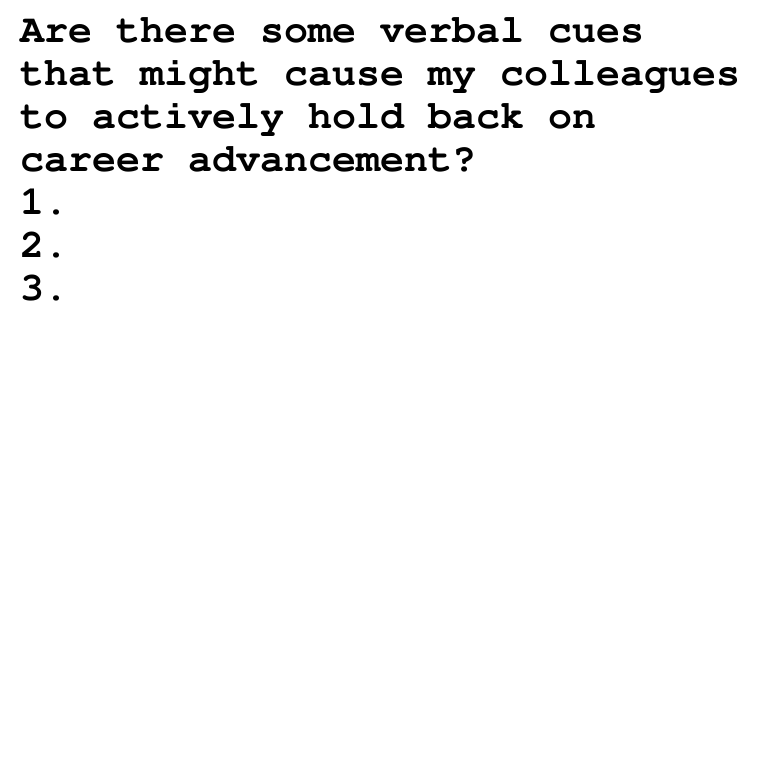 Are there some verbal cues
that might cause my colleagues
to actively hold back on
career advancement?
1.
2.
3.